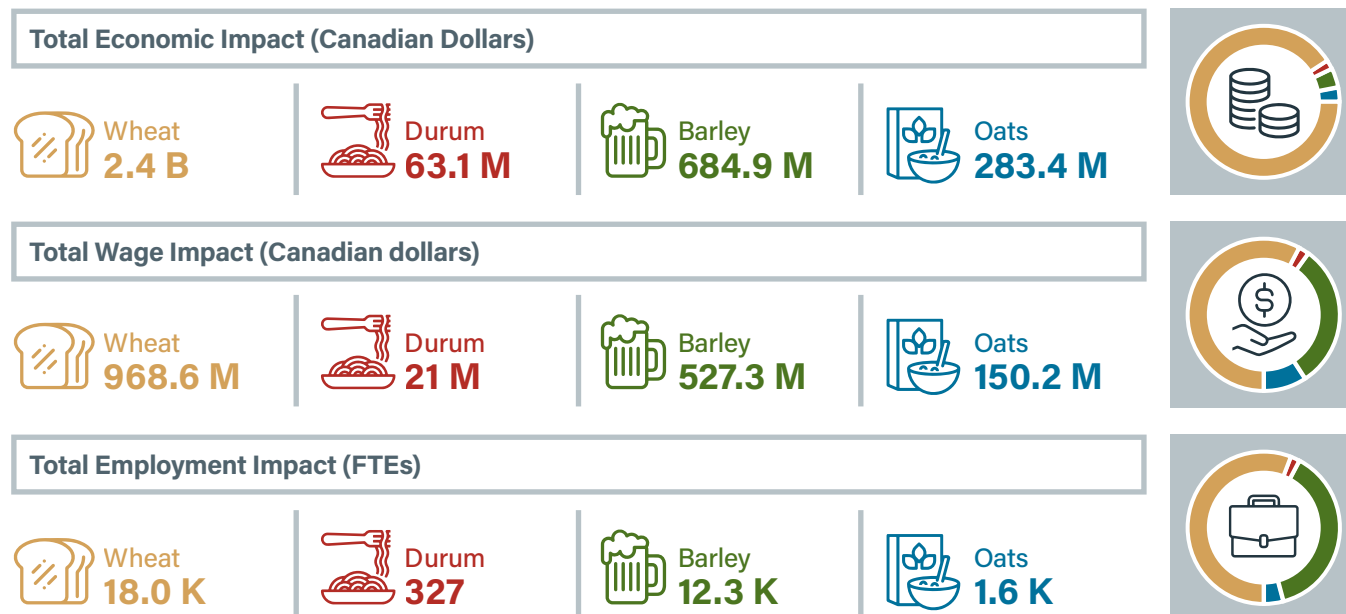 Total Economic Impact (Canadian Dollars)
Wheat
2.4 B
Durum
63.1 M
Barley
684.9 M
Oats
283.4 M
Total Wage Impact (Canadian dollars)
Wheat
968.6 M
Durum
21 M
Barley
527.3 M
Oats
150.2 M
$
Total Employment Impact (FTEs)
Wheat
18.0 K
Durum
327
Barley
12.3 K
Oats
1.6 K